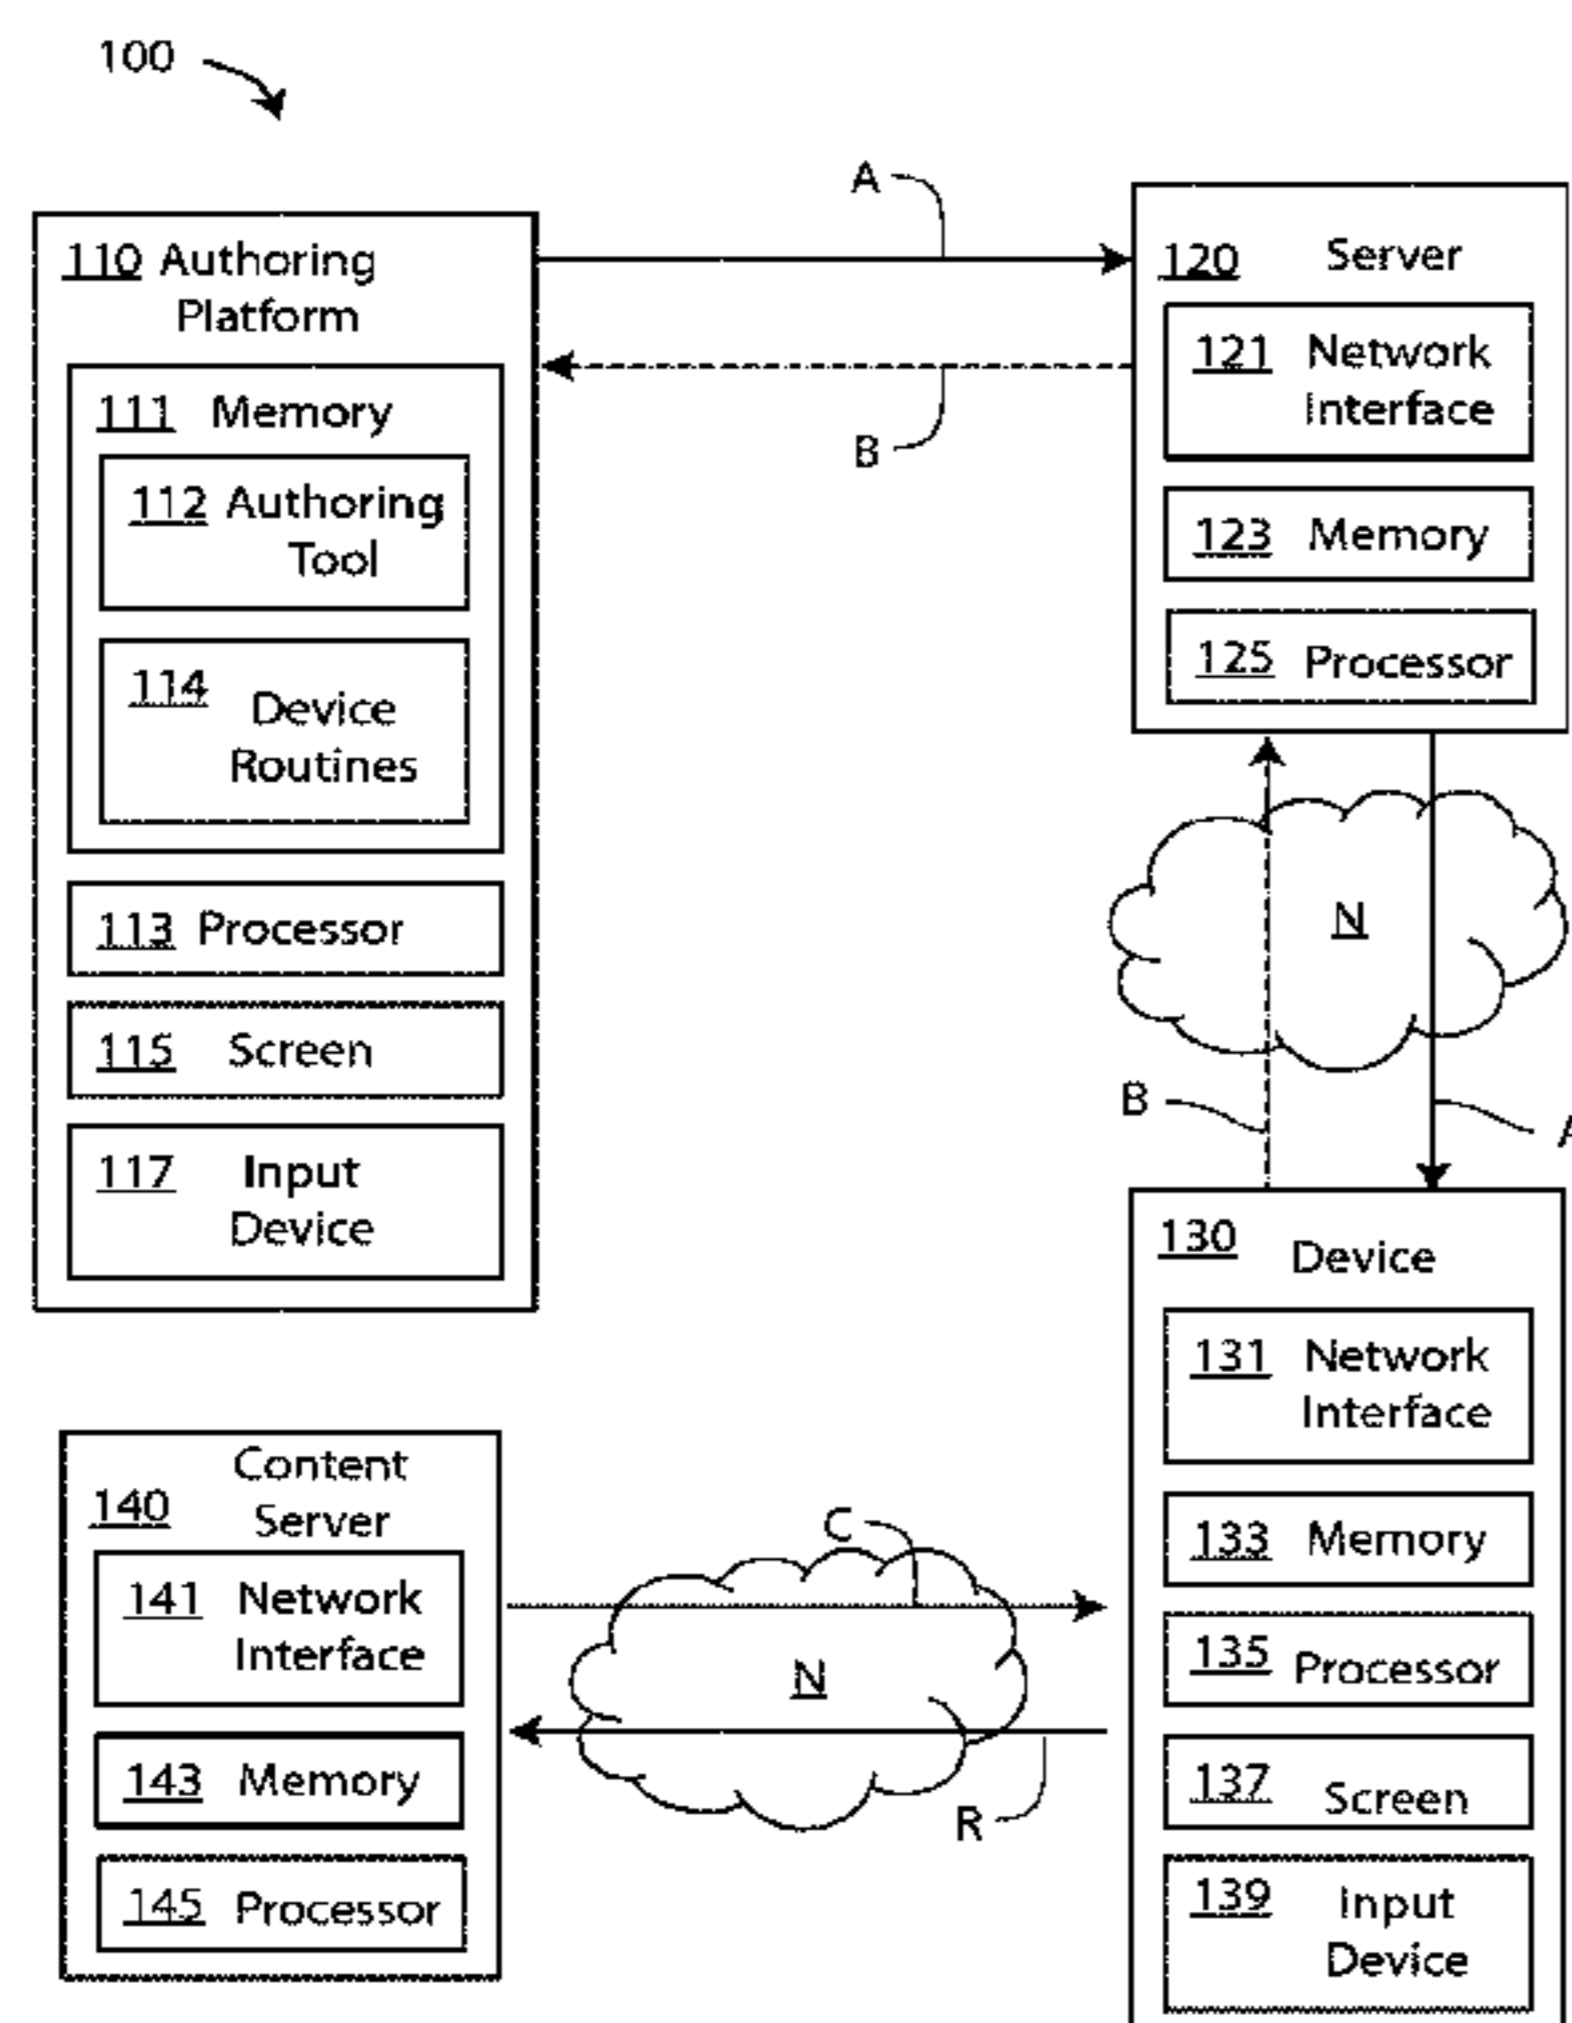 100
A
110 Authoring
Platform
111 Memory
112 Authoring
Tool
114 Device
Routines
113 Processor
115 Screen
117 Input
Device
B
120 Server
121 Network
Interface
123 Memory
125 Processor
N
B
A
130 Device
131 Network
Interface
133 Memory
135 Processor
137 Screen
139 Input
Device
Content
140 Server
141 Network
Interface
143 Memory
145 Processor
C
N
R